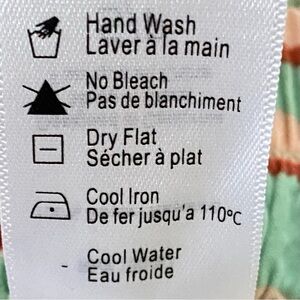 Hand Wash
Laver à la main
No Bleach
Pas de blanchiment
Dry Flat
Sécher à plat
Cool Iron
De fer jusqu'a 110°C
Cool Water
Eau froide